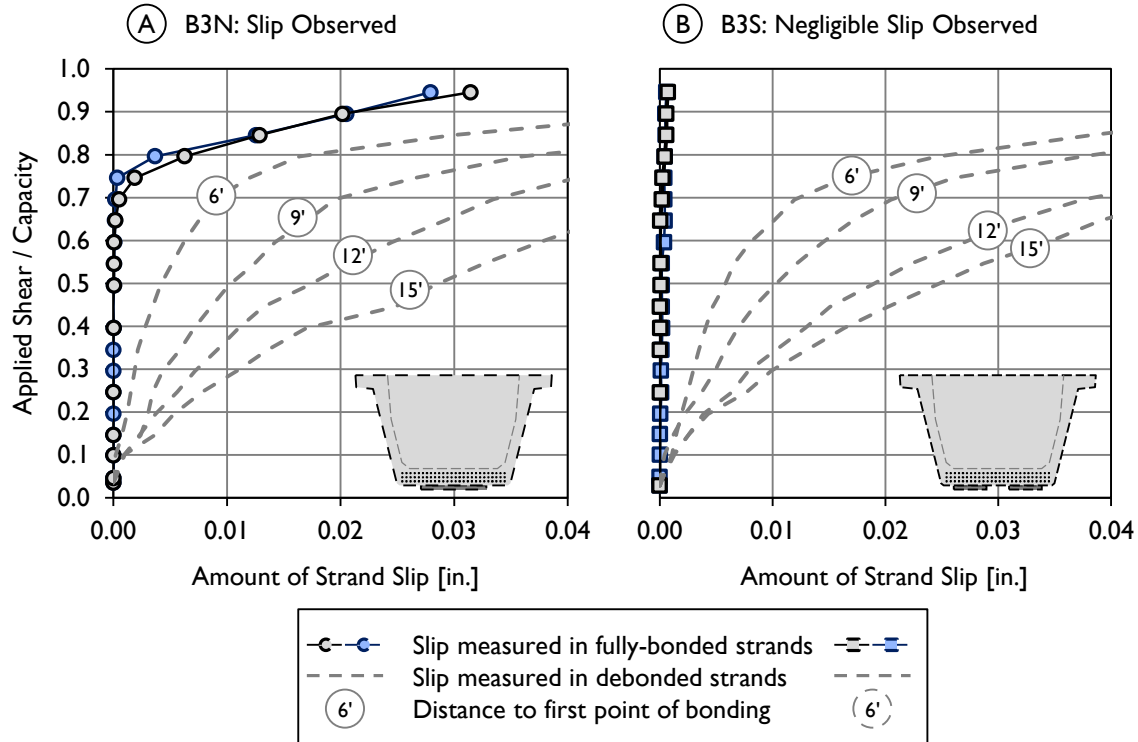 A B3N: Slip Observed
B B3S: Negligible Slip Observed
Applied Shear / Capacity
1.0
0.9
0.8
0.7
0.6
0.5
0.4
0.3
0.2
0.1
0.0
6'
9'
12'
15'
6'
9'
12'
15'
0.00 0.01 0.02 0.03 0.04
0.00 0.01 0.02 0.03 0.04
Amount of Strand Slip [in.]
Amount of Strand Slip [in.]
Slip measured in fully-bonded strands
Slip measured in debonded strands
6' Distance to first point of bonding 6'